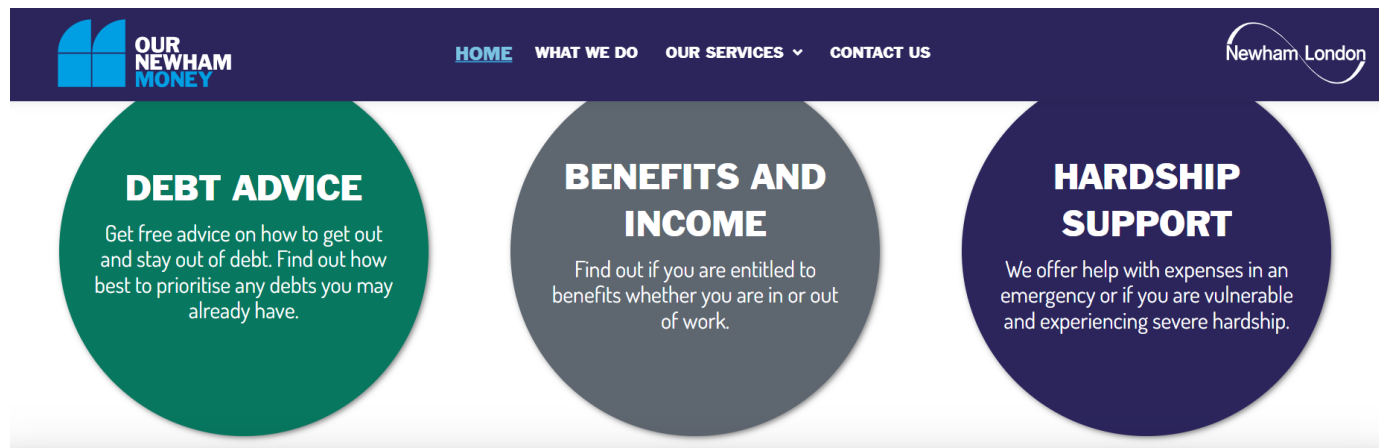 OUR
NEWHAM
MONEY
HOME WHAT WE DO OUR SERVICES CONTACT US
Newham London
DEBT ADVICE
Get free advice on how to get out
and stay out of debt. Find out how
best to prioritise any debts you may
already have.
BENEFITS AND
INCOME
Find out if you are entitled to
benefits whether you are in or out
of work.
HARDSHIP
SUPPORT
We offer help with expenses in an
emergency or if you are vulnerable
and experiencing severe hardship.